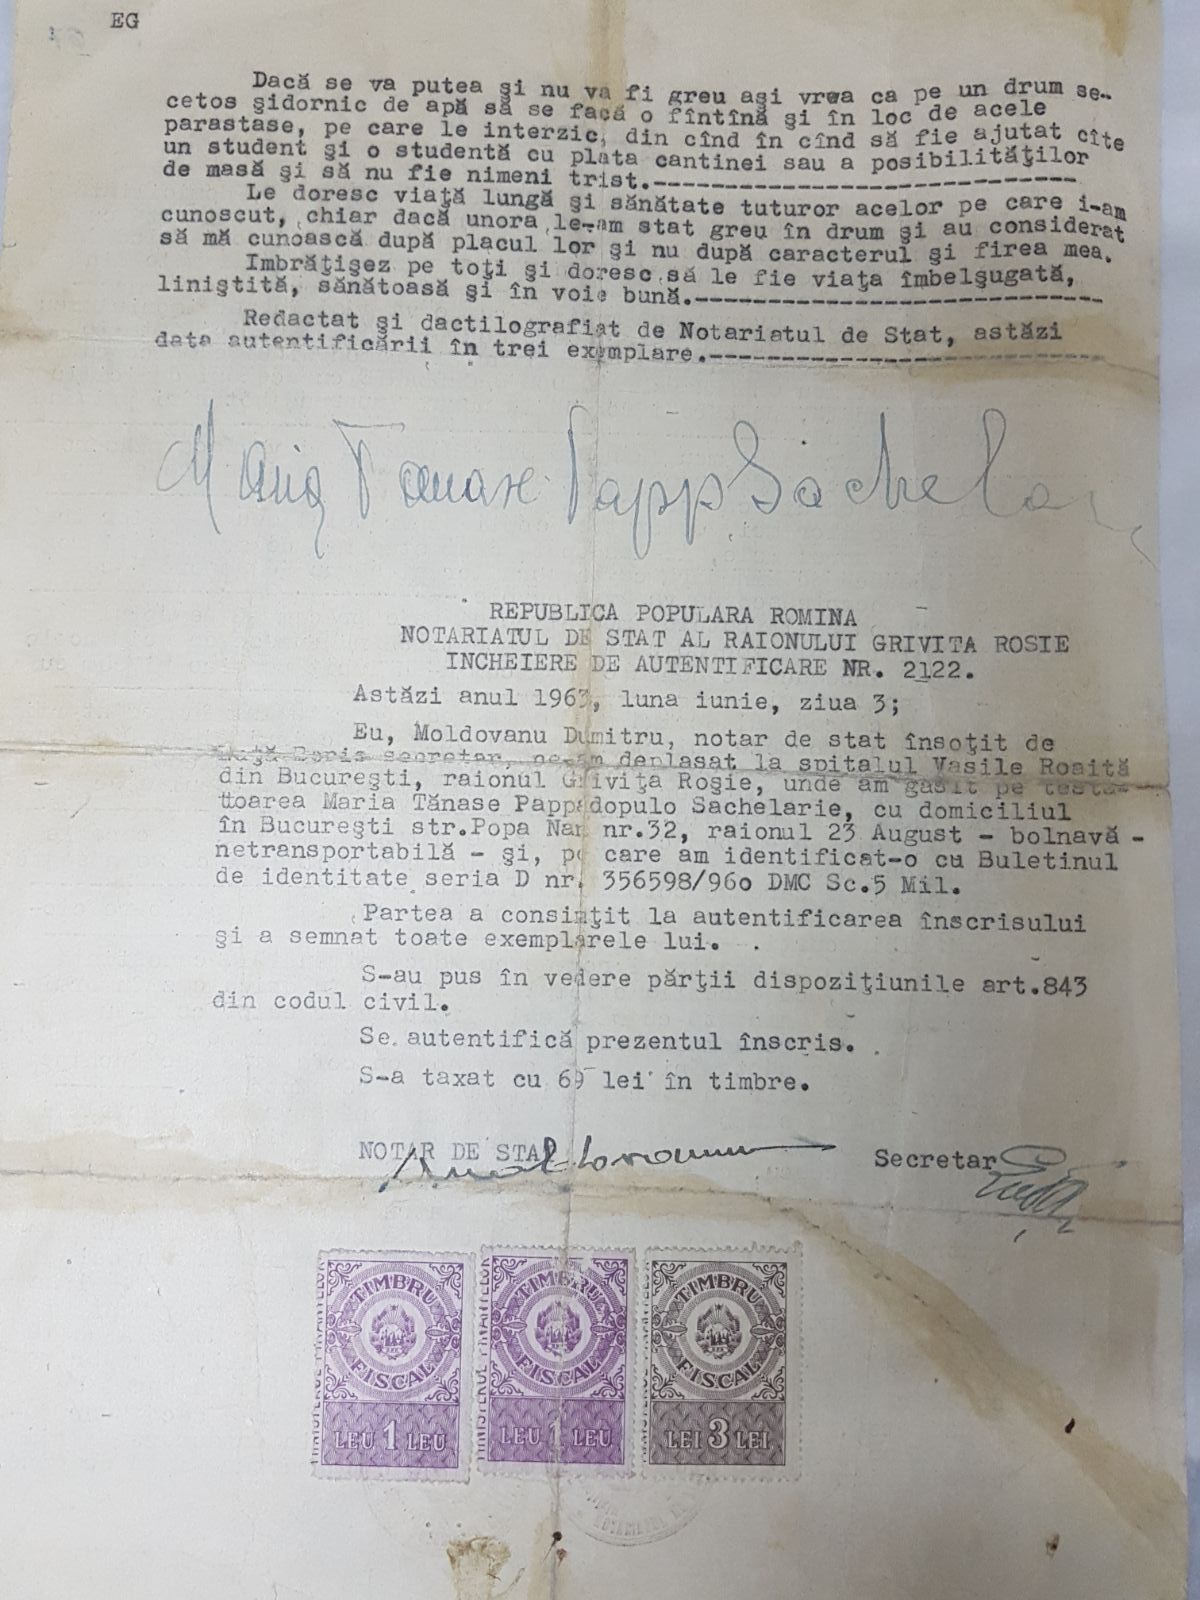 EG
Dacă se va putea şi nu va fi greu aşi vrea ca pe un drum se-
cetos şidornic de apă să se facă o fîntînă şi în loc de acele
parastase, pe care le interzic, din cînd în cînd să fie ajutat cîte
un student şi o studentă cu plata cantinei sau a posibilităţilor
de masă şi să nu fie nimeni trist.------------------------------
Le doresc viaţă lungă şi sănătate tuturor acelor pe care i-am
cunoscut, chiar dacă unora le-am stat greu în drum şi au considerat
să mă cunoască după placul lor şi nu după caracterul şi firea mea.
Imbrăţişez pe toţi şi doresc să le fie viaţa îmbelşugată,
liniştită, sănătoasă şi în voie bună.-----------------------------
Redactat şi dactilografiat de Notariatul de Stat, astăzi
data autentificării în trei exemplare.----------------------------
Maria Tanase Papp Sachelar
REPUBLICA POPULARA ROMINA
NOTARIATUL DE STAT AL RAIONULUI GRIVITA ROSIE
INCHEIERE DE AUTENTIFICARE NR. 2122.
Astăzi anul 1963, luna iunie, ziua 3;
Eu, Moldovanu Dumitru, notar de stat însoţit de
secretar, ne-am deplasat la spitalul Vasile Roaită
din Bucureşti, raionul Griviţa Roşie, unde am găsit pe testa-
toarea Maria Tănase Pappadopulo Sachelarie, cu domiciliul
în Bucureşti str.Popa Nan nr.32, raionul 23 August - bolnavă -
netransportabilă - şi, pe care am identificat-o cu Buletinul
de identitate seria D nr. 356598/96o DMC Sc.5 Mil.
Partea a consinţit la autentificarea înscrisului
şi a semnat toate exemplarele lui.
S-au pus în vedere părţii dispoziţiunile art.843
din codul civil.
Se autentifică prezentul înscris.
S-a taxat cu 69 lei în timbre.
NOTAR DE STAT
Secretar
TIMBRU FISCAL
LEU 1 LEU
TIMBRU FISCAL
LEU 1 LEU
TIMBRU FISCAL
LEI 3 LEI